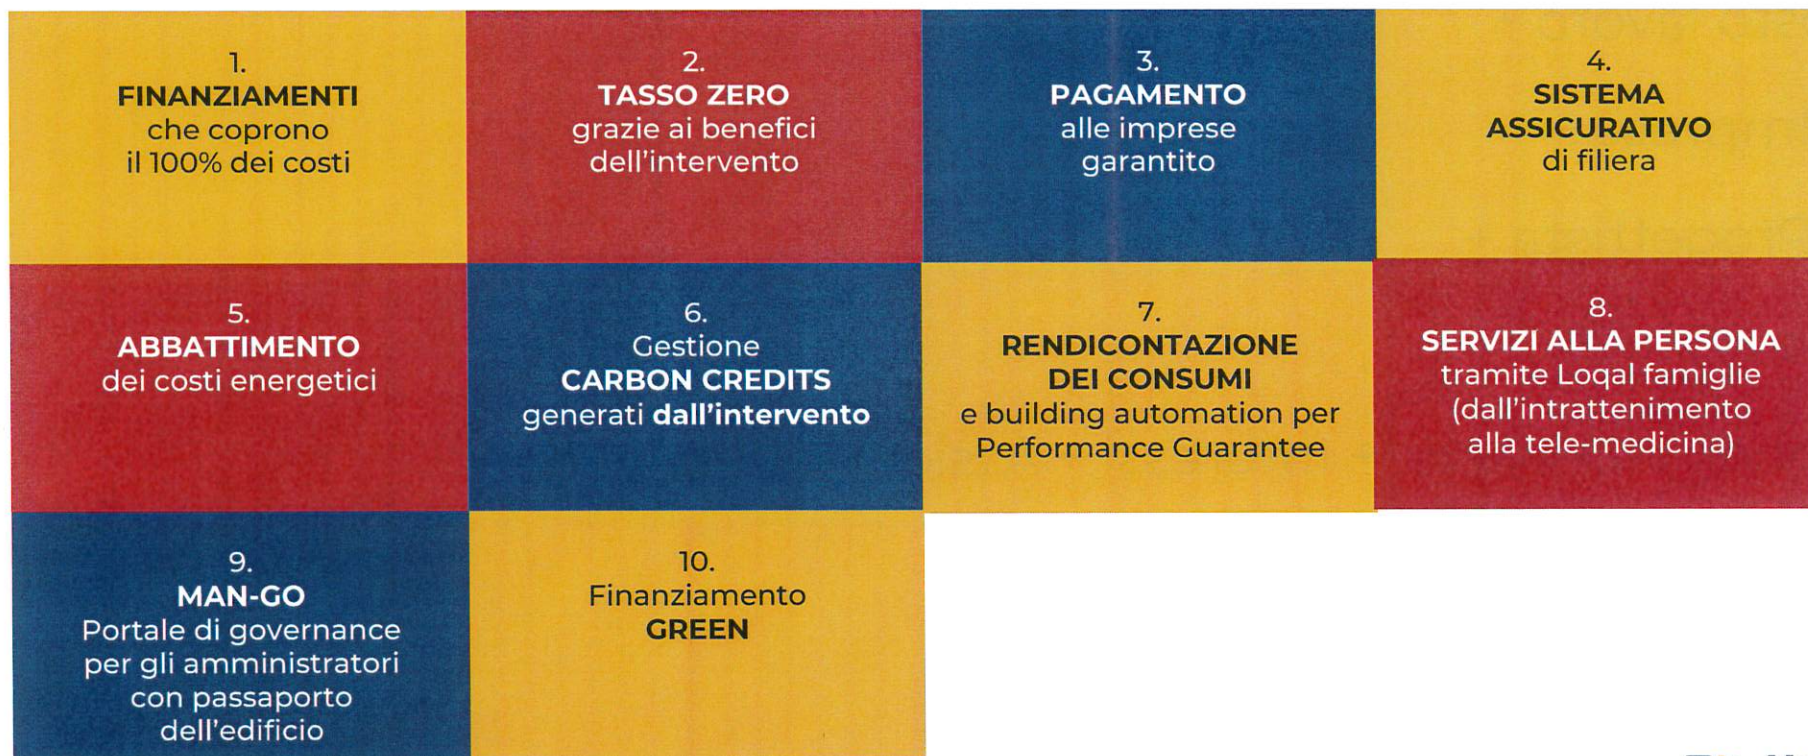 1.
FINANZIAMENTI
che coprono
il 100% dei costi
2.
TASSO ZERO
grazie ai benefici
dell'intervento
3.
PAGAMENTO
alle imprese
garantito
4.
SISTEMA
ASSICURATIVO
di filiera
5.
ABBATTIMENTO
dei costi energetici
6.
Gestione
CARBON CREDITS
generati dall'intervento
7.
RENDICONTAZIONE
DEI CONSUMI
e building automation per
Performance Guarantee
8.
SERVIZI ALLA PERSONA
tramite Loqal famiglie
(dall'intrattenimento
alla tele-medicina)
9.
MAN-GO
Portale di governance
per gli amministratori
con passaporto
dell'edificio
10.
Finanziamento
GREEN